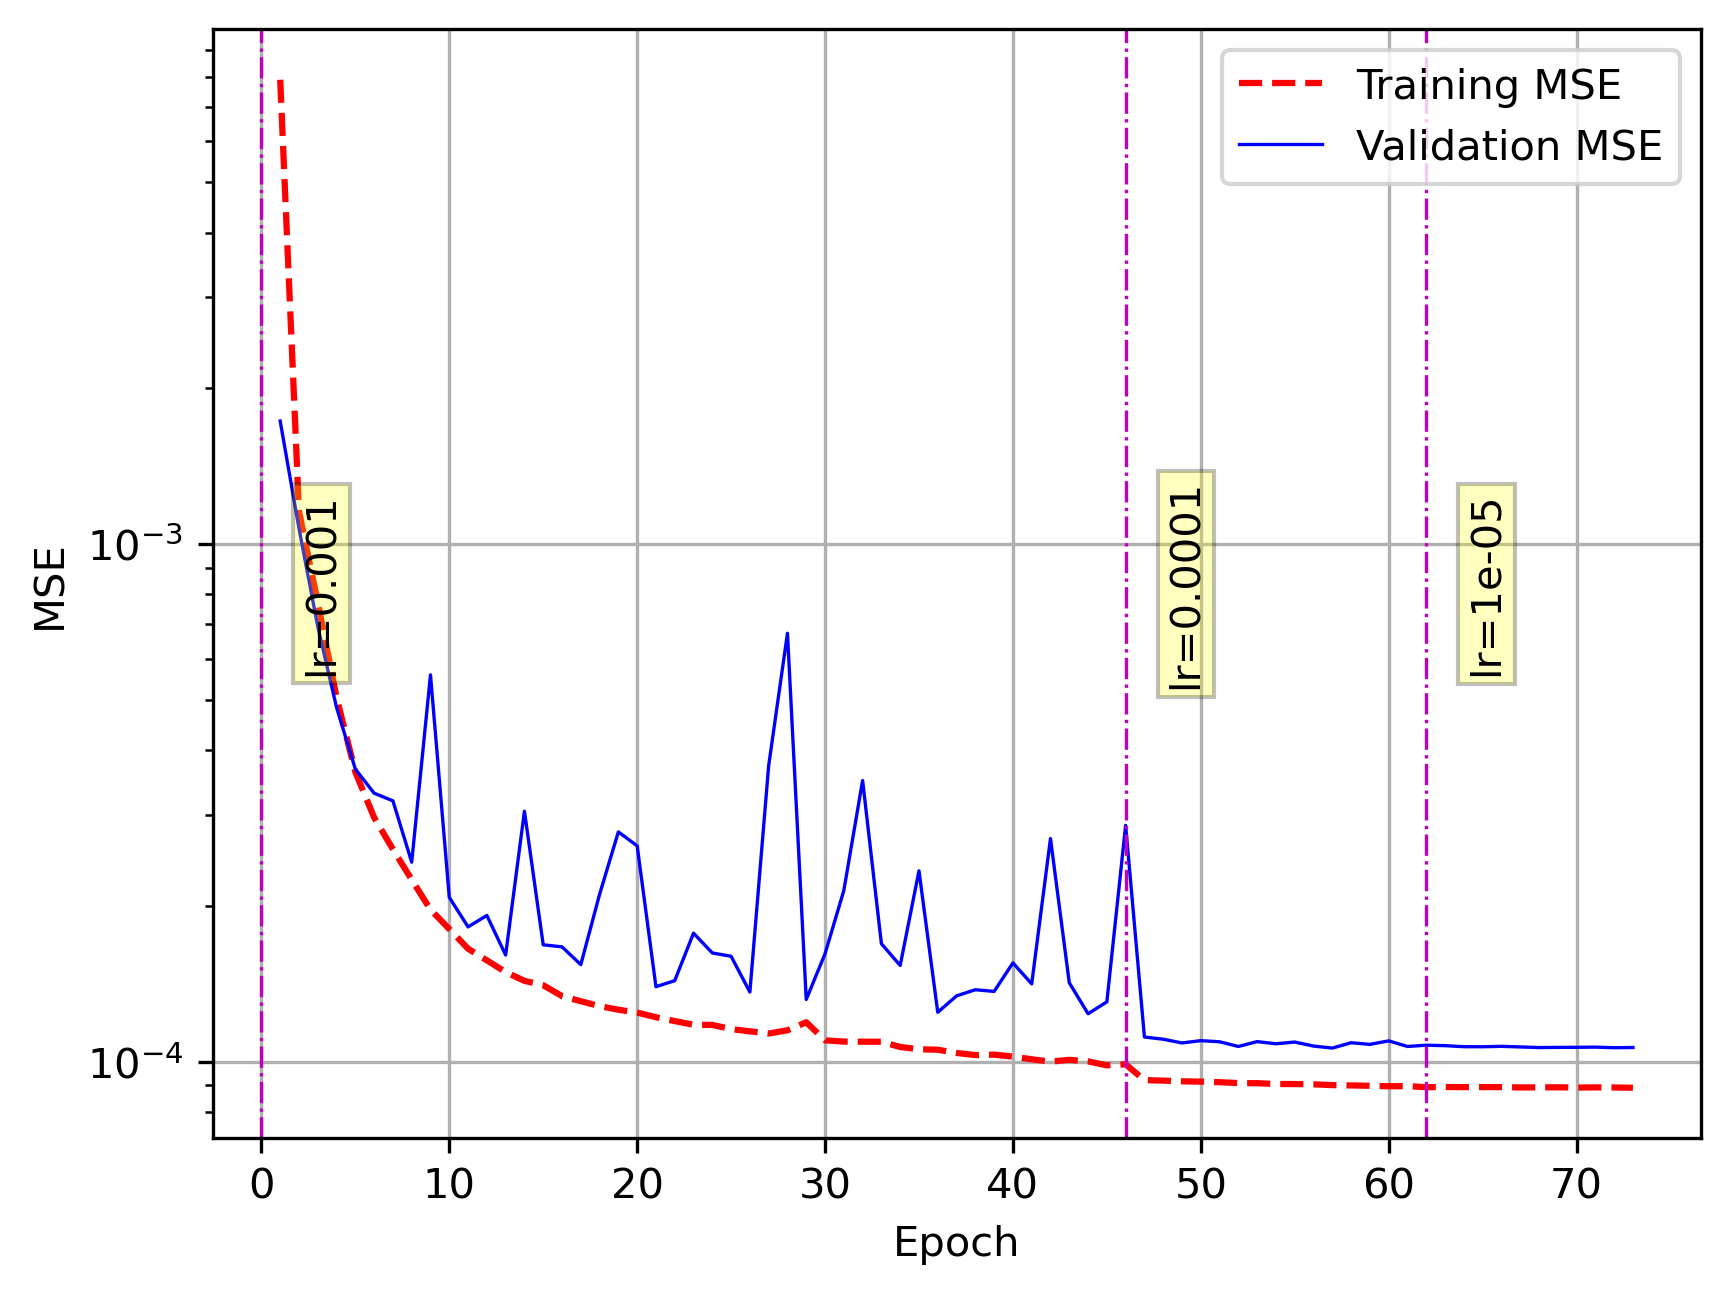 Training MSE
Validation MSE
lr=0.001
lr=0.0001
lr=1e-05
MSE
10⁻³
10⁻⁴
0 10 20 30 40 50 60 70
Epoch